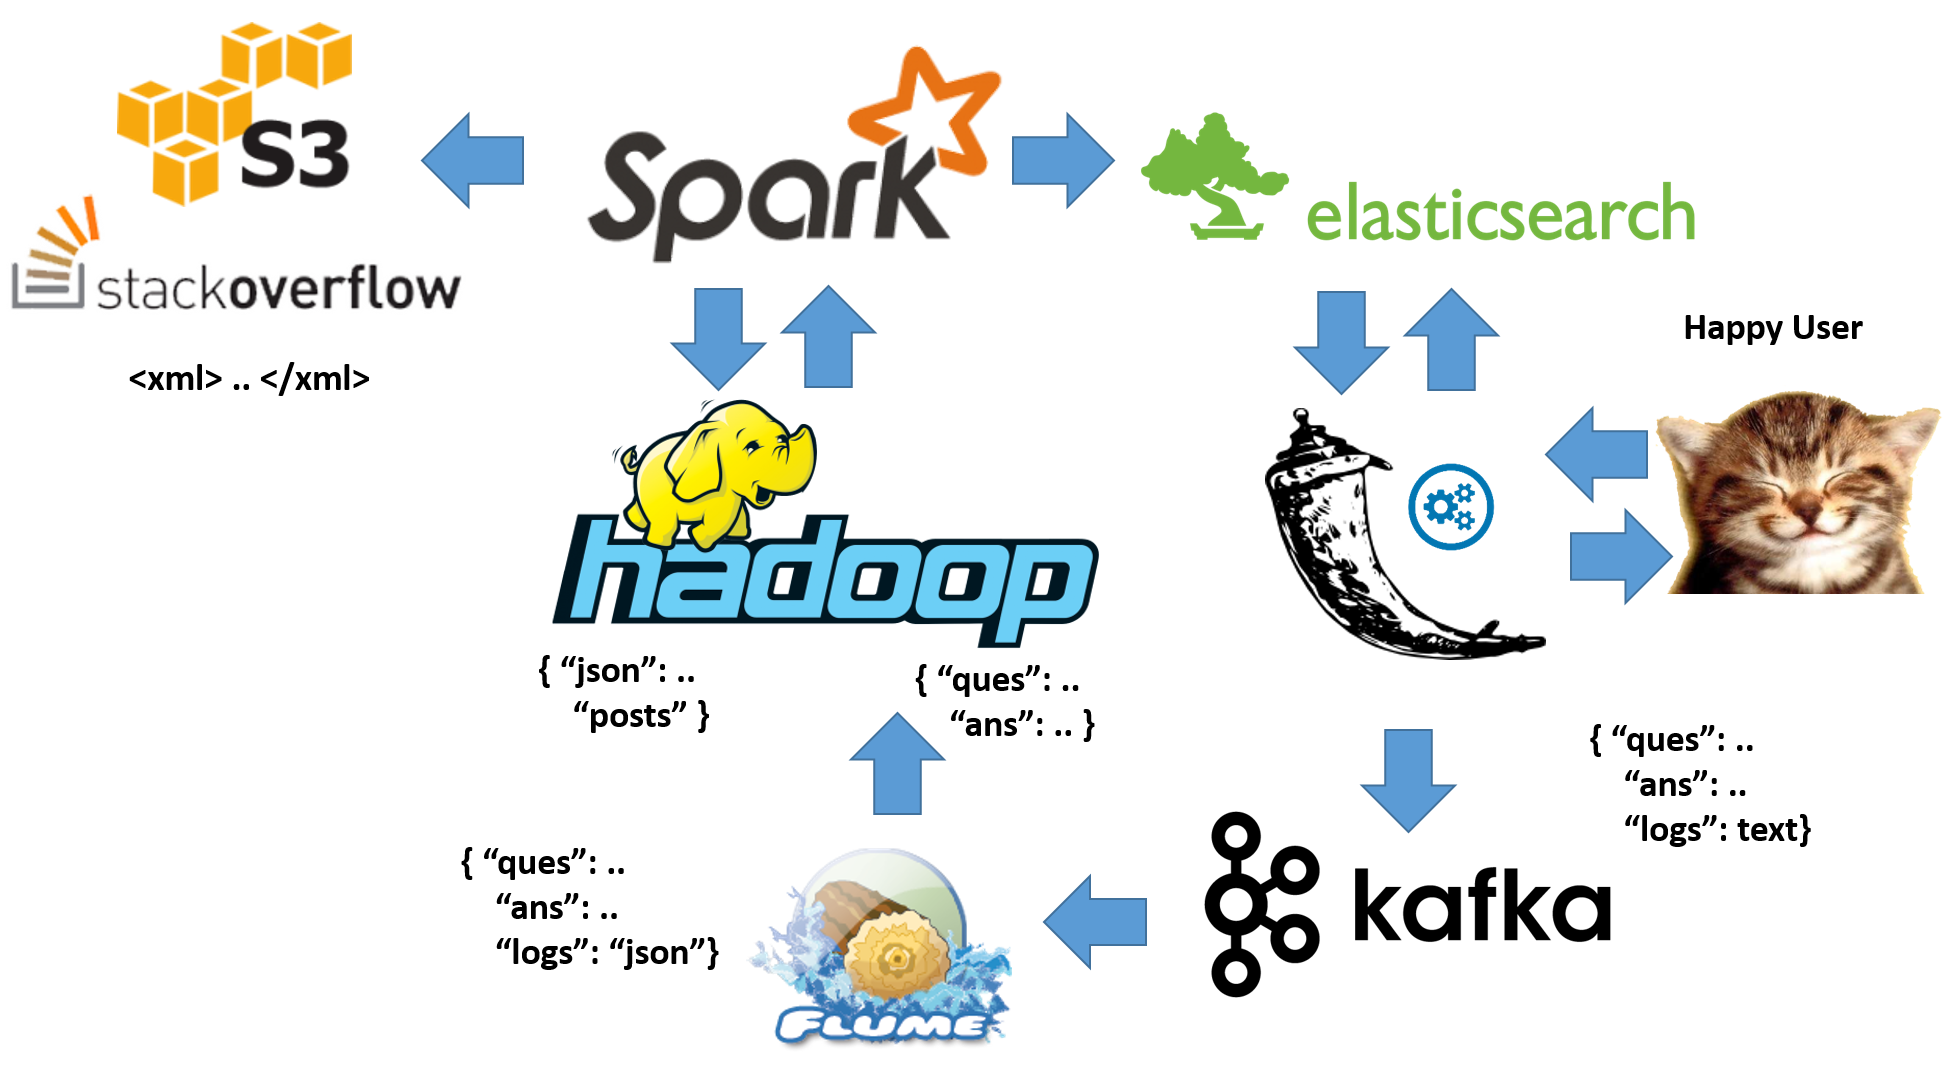 S3
stackoverflow
<xml> .. </xml>
Spark
elasticsearch
Happy User
hadoop
{ “json”: ..
“posts” }
{ “ques”: ..
“ans”: .. }
{ “ques”: ..
“ans”: ..
“logs”: text}
{ “ques”: ..
“ans”: ..
“logs”: “json”}
FLUME
kafka